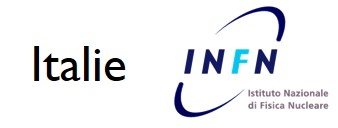 Italie
INFN
Istituto Nazionale
di Fisica Nucleare